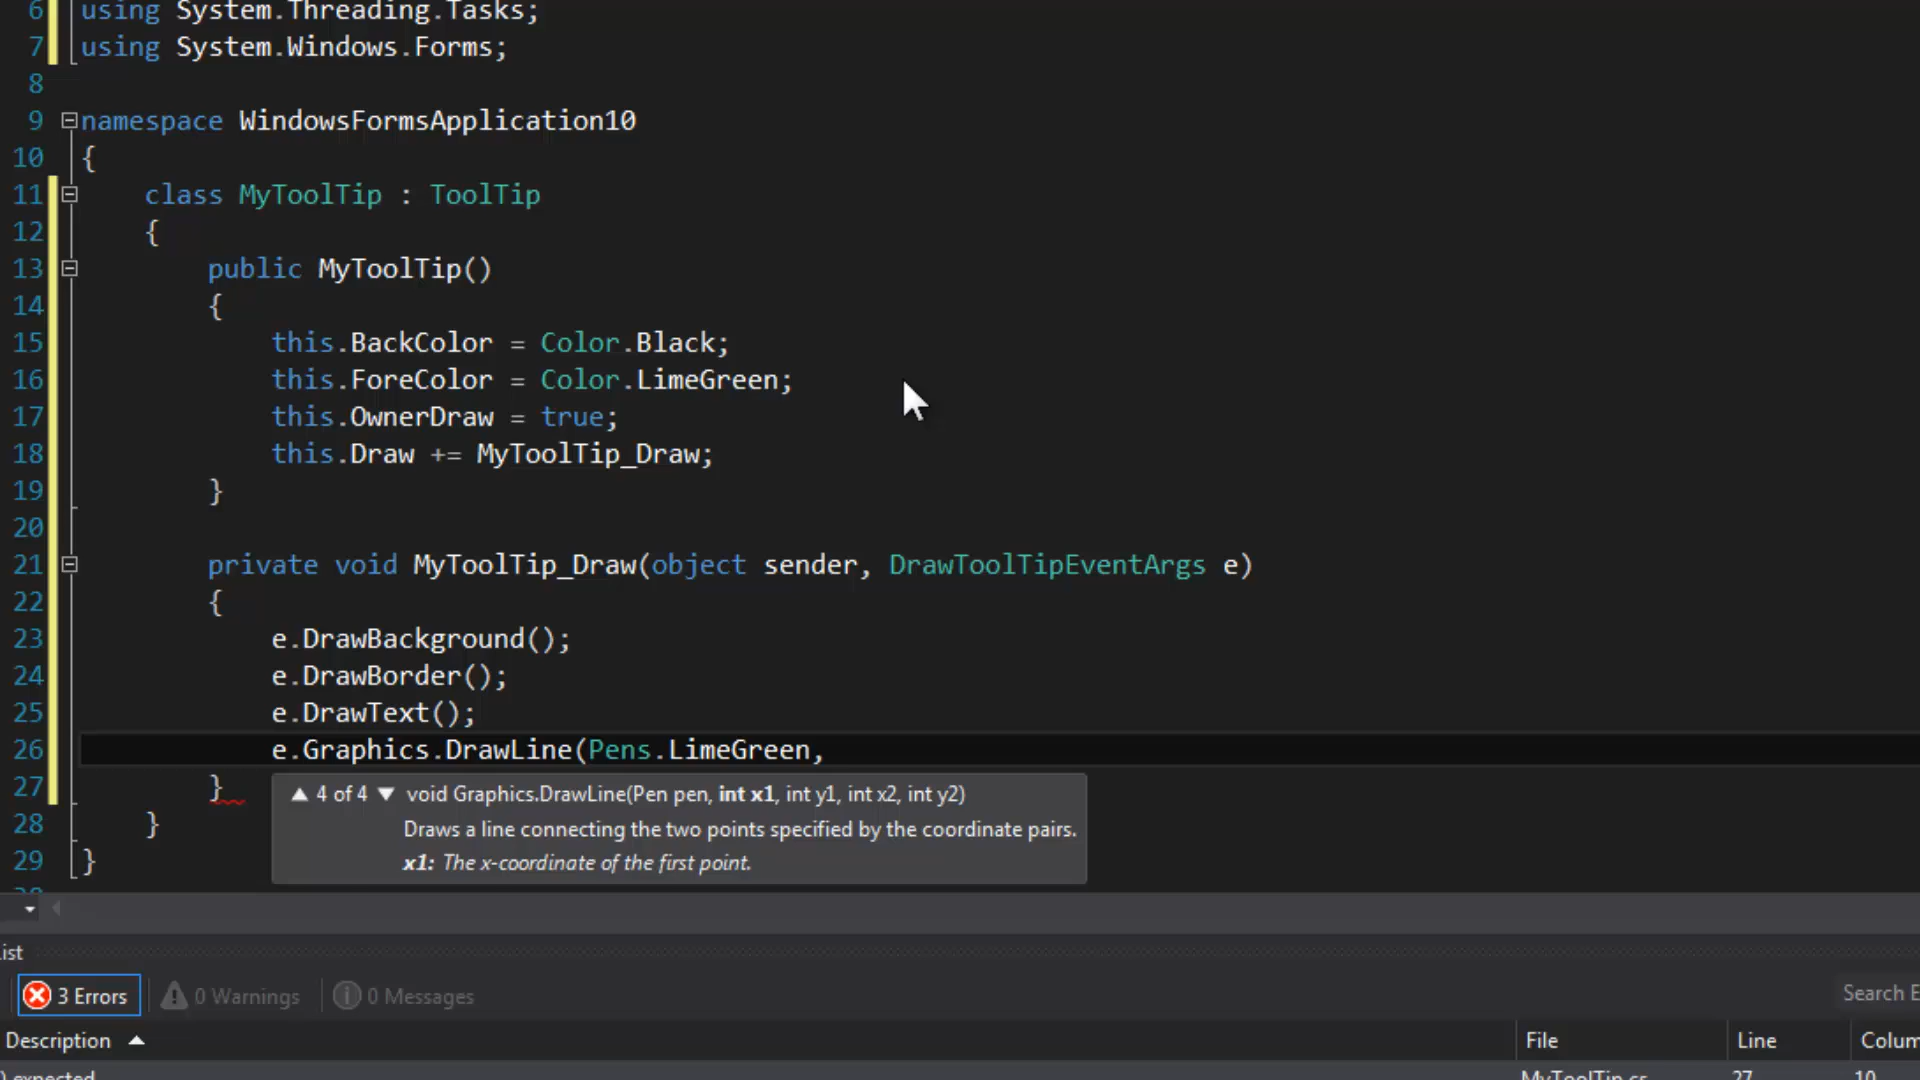 6 using System.Threading.Tasks;
7 using System.Windows.Forms;
8
9 namespace WindowsFormsApplication10
10 {
11 class MyToolTip : ToolTip
12 {
13 public MyToolTip()
14 {
15 this.BackColor = Color.Black;
16 this.ForeColor = Color.LimeGreen;
17 this.OwnerDraw = true;
18 this.Draw += MyToolTip_Draw;
19 }
20
21 private void MyToolTip_Draw(object sender, DrawToolTipEventArgs e)
22 {
23 e.DrawBackground();
24 e.DrawBorder();
25 e.DrawText();
26 e.Graphics.DrawLine(Pens.LimeGreen,
27 }
▲ 4 of 4 ▼ void Graphics.DrawLine(Pen pen, int x1, int y1, int x2, int y2)
Draws a line connecting the two points specified by the coordinate pairs.
x1: The x-coordinate of the first point.
28 }
29 }
ist
3 Errors 0 Warnings 0 Messages Search E
Description File Line Colum
) expected MyToolTip.cs 27 10